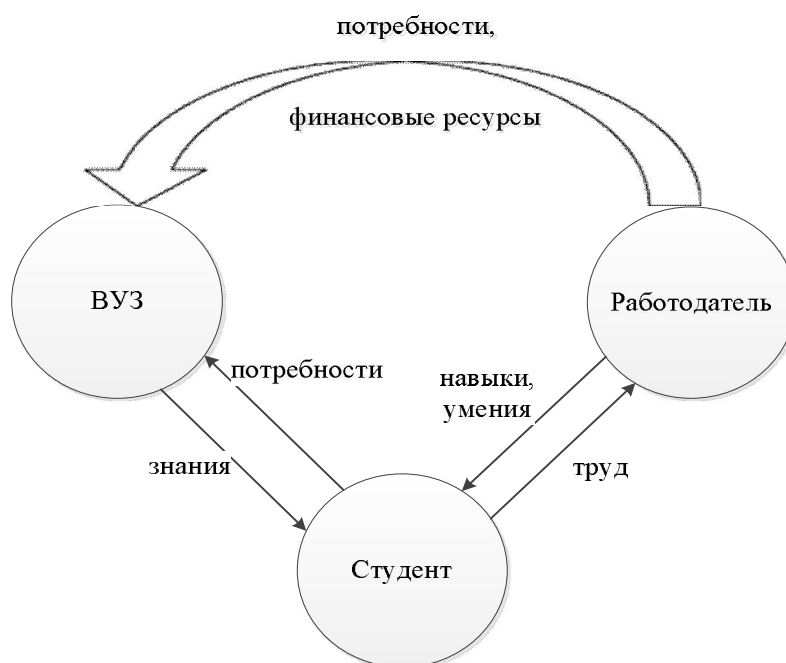 потребности,
финансовые ресурсы
ВУЗ
Работодатель
потребности
навыки,
умения
знания
труд
Студент